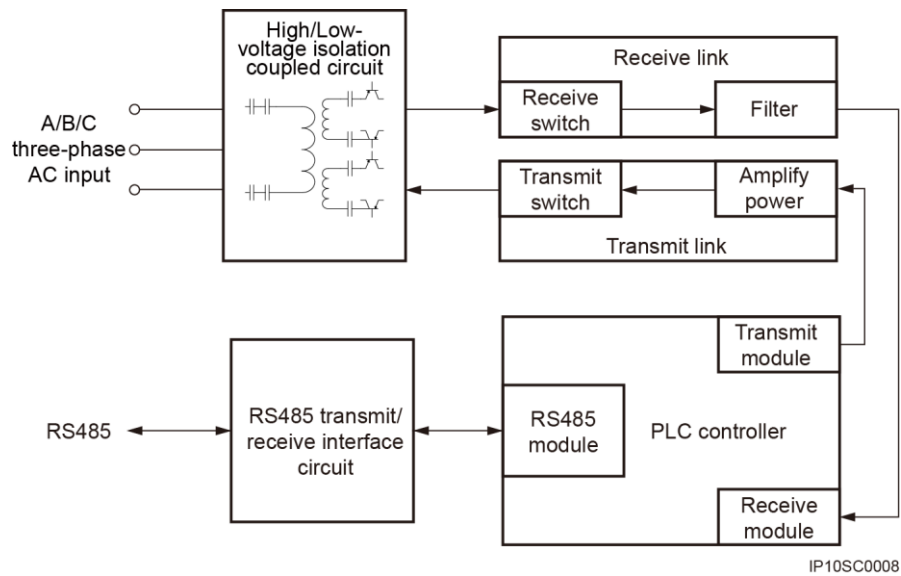 High/Low-
voltage isolation
coupled circuit
A/B/C
three-phase
AC input
Receive link
Receive
switch
Filter
Transmit
switch
Amplify
power
Transmit link
Transmit
module
RS485
RS485 transmit/
receive interface
circuit
RS485
module
PLC controller
Receive
module
IP10SC0008